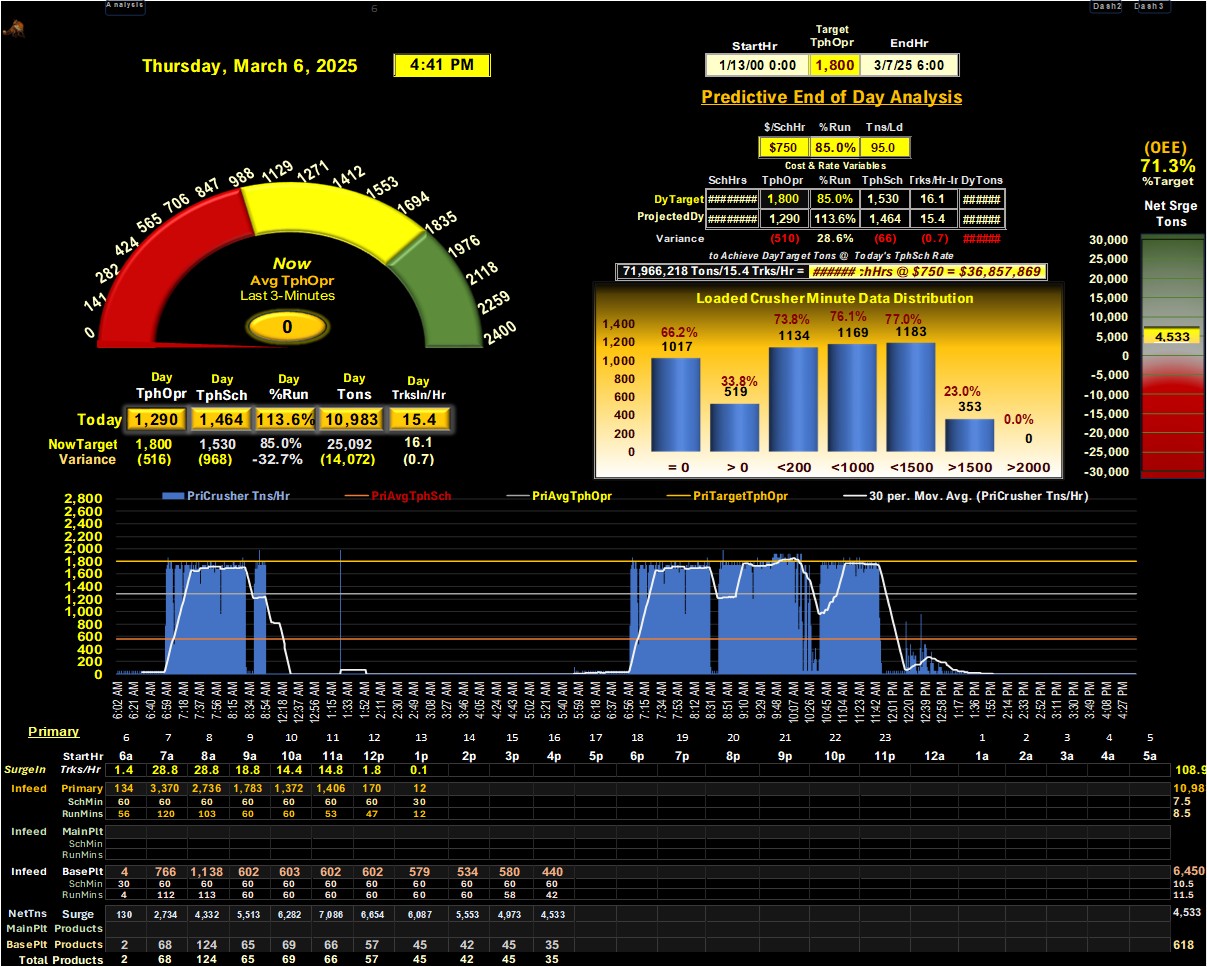 Analysis
6
Dash2 Dash3
Thursday, March 6, 2025 4:41 PM
StartHr Target TphOpr EndHr
1/13/00 0:00 1,800 3/7/25 6:00
Predictive End of Day Analysis
$/SchHr %Run Tns/Ld
$750 85.0% 95.0
Cost & Rate Variables
SchHrs TphOpr %Run TphSch Trks/Hr-Ir DyTons
DyTarget ######## 1,800 85.0% 1,530 16.1 ######
ProjectedDy ######## 1,290 113.6% 1,464 15.4 ######
Variance (510) 28.6% (66) (0.7) ######
to Achieve DayTarget Tons @ Today's TphSch Rate
71,966,218 Tons/15.4 Trks/Hr = ###### :hHrs @ $750 = $36,857,869
(OEE)
71.3%
%Target
Net Srge
Tons
30,000
25,000
20,000
15,000
10,000
5,000
4,533
0
-5,000
-10,000
-15,000
-20,000
-25,000
-30,000
0 141 282 424 565 706 847 988 1129 1271 1412 1553 1694 1835 1976 2118 2259 2400
Now
Avg TphOpr
Last 3-Minutes
0
Day TphOpr Day TphSch Day %Run Day Tons Day TrksIn/Hr
Today 1,290 1,464 113.6% 10,983 15.4
NowTarget 1,800 1,530 85.0% 25,092 16.1
Variance (516) (968) -32.7% (14,072) (0.7)
Loaded Crusher Minute Data Distribution
1,400
1,200
1,000
800
600
400
200
0
66.2% 33.8% 73.8% 76.1% 77.0% 23.0% 0.0%
1017 519 1134 1169 1183 353 0
= 0 > 0 <200 <1000 <1500 >1500 >2000
PriCrusher Tns/Hr PriAvgTphSch PriAvgTphOpr PriTargetTphOpr 30 per. Mov. Avg. (PriCrusher Tns/Hr)
2,800
2,600
2,400
2,200
2,000
1,800
1,600
1,400
1,200
1,000
800
600
400
200
0
6:02 AM 6:21 AM 6:40 AM 6:59 AM 7:18 AM 7:37 AM 7:56 AM 8:15 AM 8:34 AM 8:54 AM 12:18 AM 12:37 AM 12:56 AM 1:15 AM 1:33 AM 1:52 AM 2:11 AM 2:30 AM 2:49 AM 3:08 AM 3:27 AM 3:46 AM 4:05 AM 4:24 AM 4:43 AM 5:02 AM 5:21 AM 5:40 AM 5:59 AM 6:18 AM 6:37 AM 6:56 AM 7:15 AM 7:34 AM 7:53 AM 8:12 AM 8:31 AM 8:51 AM 9:10 AM 9:29 AM 9:48 AM 10:07 AM 10:26 AM 10:45 AM 11:04 AM 11:23 AM 11:42 AM 12:01 PM 12:20 PM 12:39 PM 12:58 PM 1:17 PM 1:36 PM 1:55 PM 2:14 PM 2:33 PM 2:52 PM 3:11 PM 3:30 PM 3:49 PM 4:08 PM 4:27 PM
Primary
6 7 8 9 10 11 12 13 14 15 16 17 18 19 20 21 22 23 1 2 3 4 5
StartHr 6a 7a 8a 9a 10a 11a 12p 1p 2p 3p 4p 5p 6p 7p 8p 9p 10p 11p 12a 1a 2a 3a 4a 5a
SurgeIn Trks/Hr 1.4 28.8 28.8 18.8 14.4 14.8 1.8 0.1 108.9
Infeed Primary 134 3,370 2,736 1,783 1,372 1,406 170 12 10,98
SchMin 60 60 60 60 60 60 60 30 7.5
RunMins 56 120 103 60 60 53 47 12 8.5
Infeed MainPlt
SchMin
RunMins
Infeed BasePlt 4 766 1,138 602 603 602 602 579 534 580 440 6,450
SchMin 30 60 60 60 60 60 60 60 60 60 60 10.5
RunMins 4 112 113 60 60 60 60 60 60 58 42 11.5
NetTns Surge 130 2,734 4,332 5,513 6,282 7,086 6,654 6,087 5,553 4,973 4,533 4,533
MainPlt Products
BasePlt Products 2 68 124 65 69 66 57 45 42 45 35 618
Total Products 2 68 124 65 69 66 57 45 42 45 35